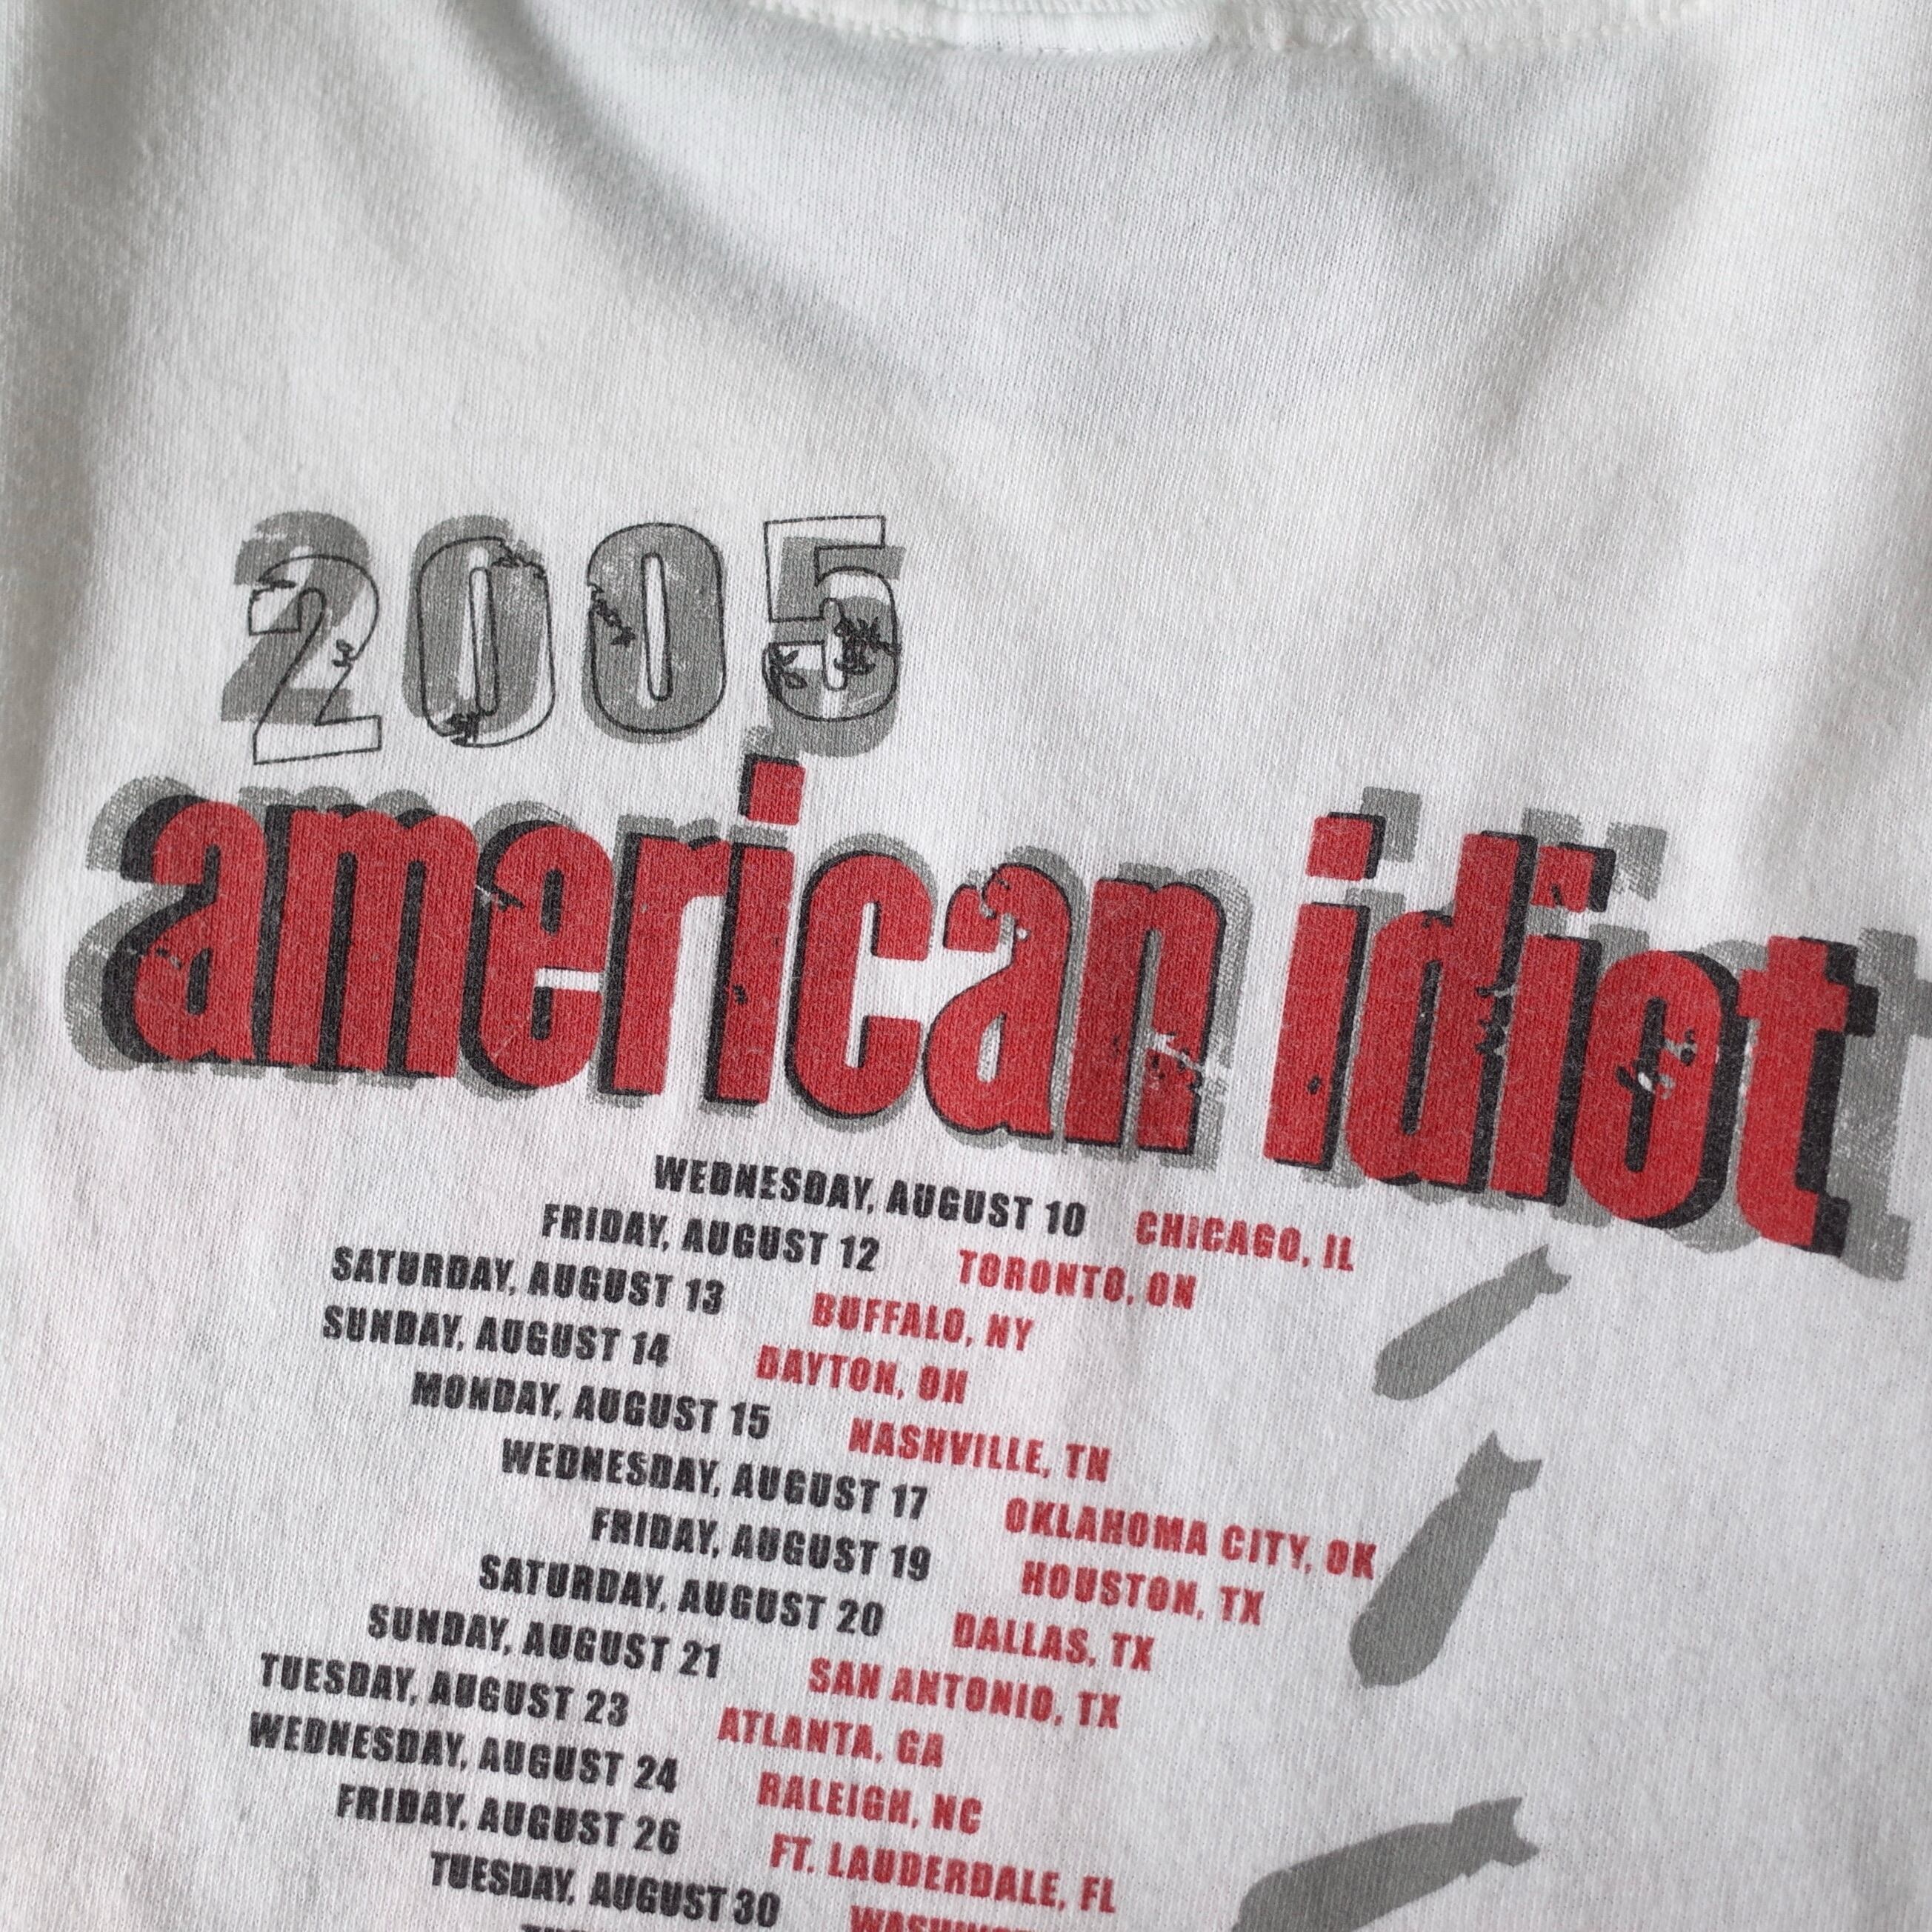 2005
american idiot
WEDNESDAY, AUGUST 10 CHICAGO, IL
FRIDAY, AUGUST 12 TORONTO, ON
SATURDAY, AUGUST 13 BUFFALO, NY
SUNDAY, AUGUST 14 DAYTON, OH
MONDAY, AUGUST 15 NASHVILLE, TN
WEDNESDAY, AUGUST 17 OKLAHOMA CITY, OK
FRIDAY, AUGUST 19 HOUSTON, TX
SATURDAY, AUGUST 20 DALLAS, TX
SUNDAY, AUGUST 21 SAN ANTONIO, TX
TUESDAY, AUGUST 23 ATLANTA, GA
WEDNESDAY, AUGUST 24 RALEIGH, NC
FRIDAY, AUGUST 26 FT. LAUDERDALE, FL
TUESDAY, AUGUST 30